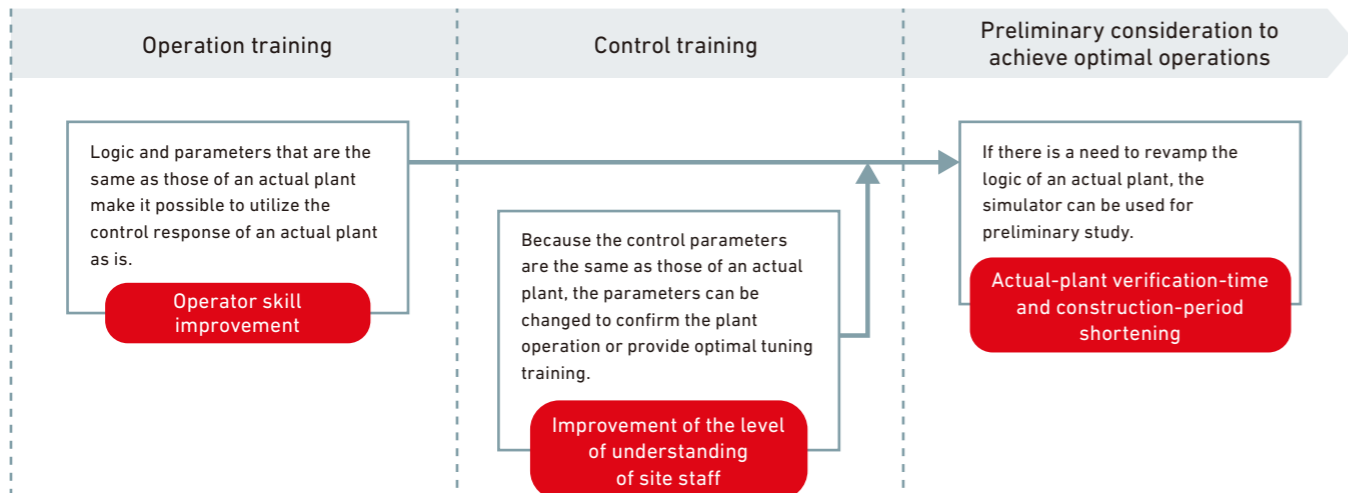 Operation training
Control training
Preliminary consideration to
achieve optimal operations
Logic and parameters that are the
same as those of an actual plant
make it possible to utilize the
control response of an actual plant
as is.
Operator skill
improvement
Because the control parameters
are the same as those of an actual
plant, the parameters can be
changed to confirm the plant
operation or provide optimal tuning
training.
Improvement of the level
of understanding
of site staff
If there is a need to revamp the
logic of an actual plant, the
simulator can be used for
preliminary study.
Actual-plant verification-time
and construction-period
shortening